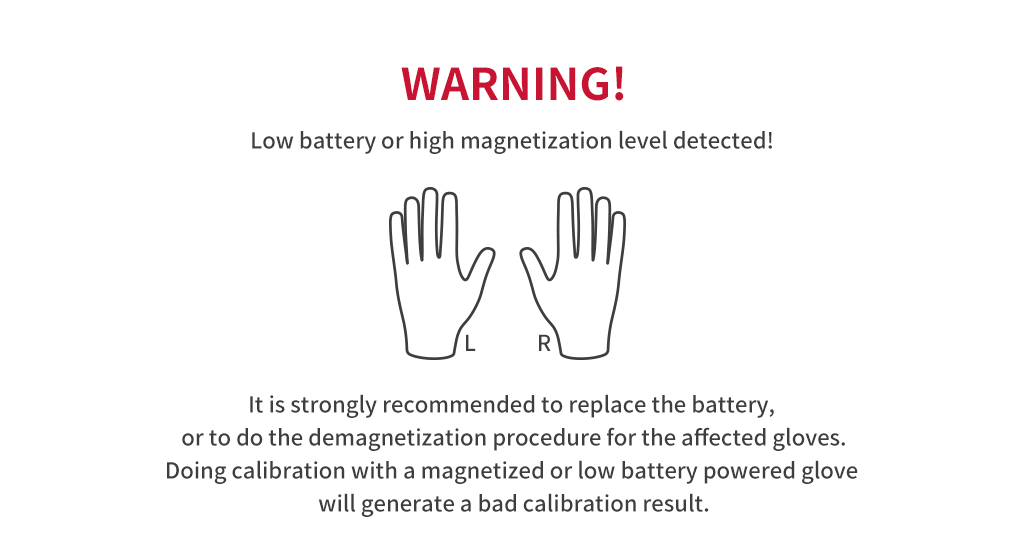 WARNING!
Low battery or high magnetization level detected!
L R
It is strongly recommended to replace the battery,
or to do the demagnetization procedure for the affected gloves.
Doing calibration with a magnetized or low battery powered glove
will generate a bad calibration result.